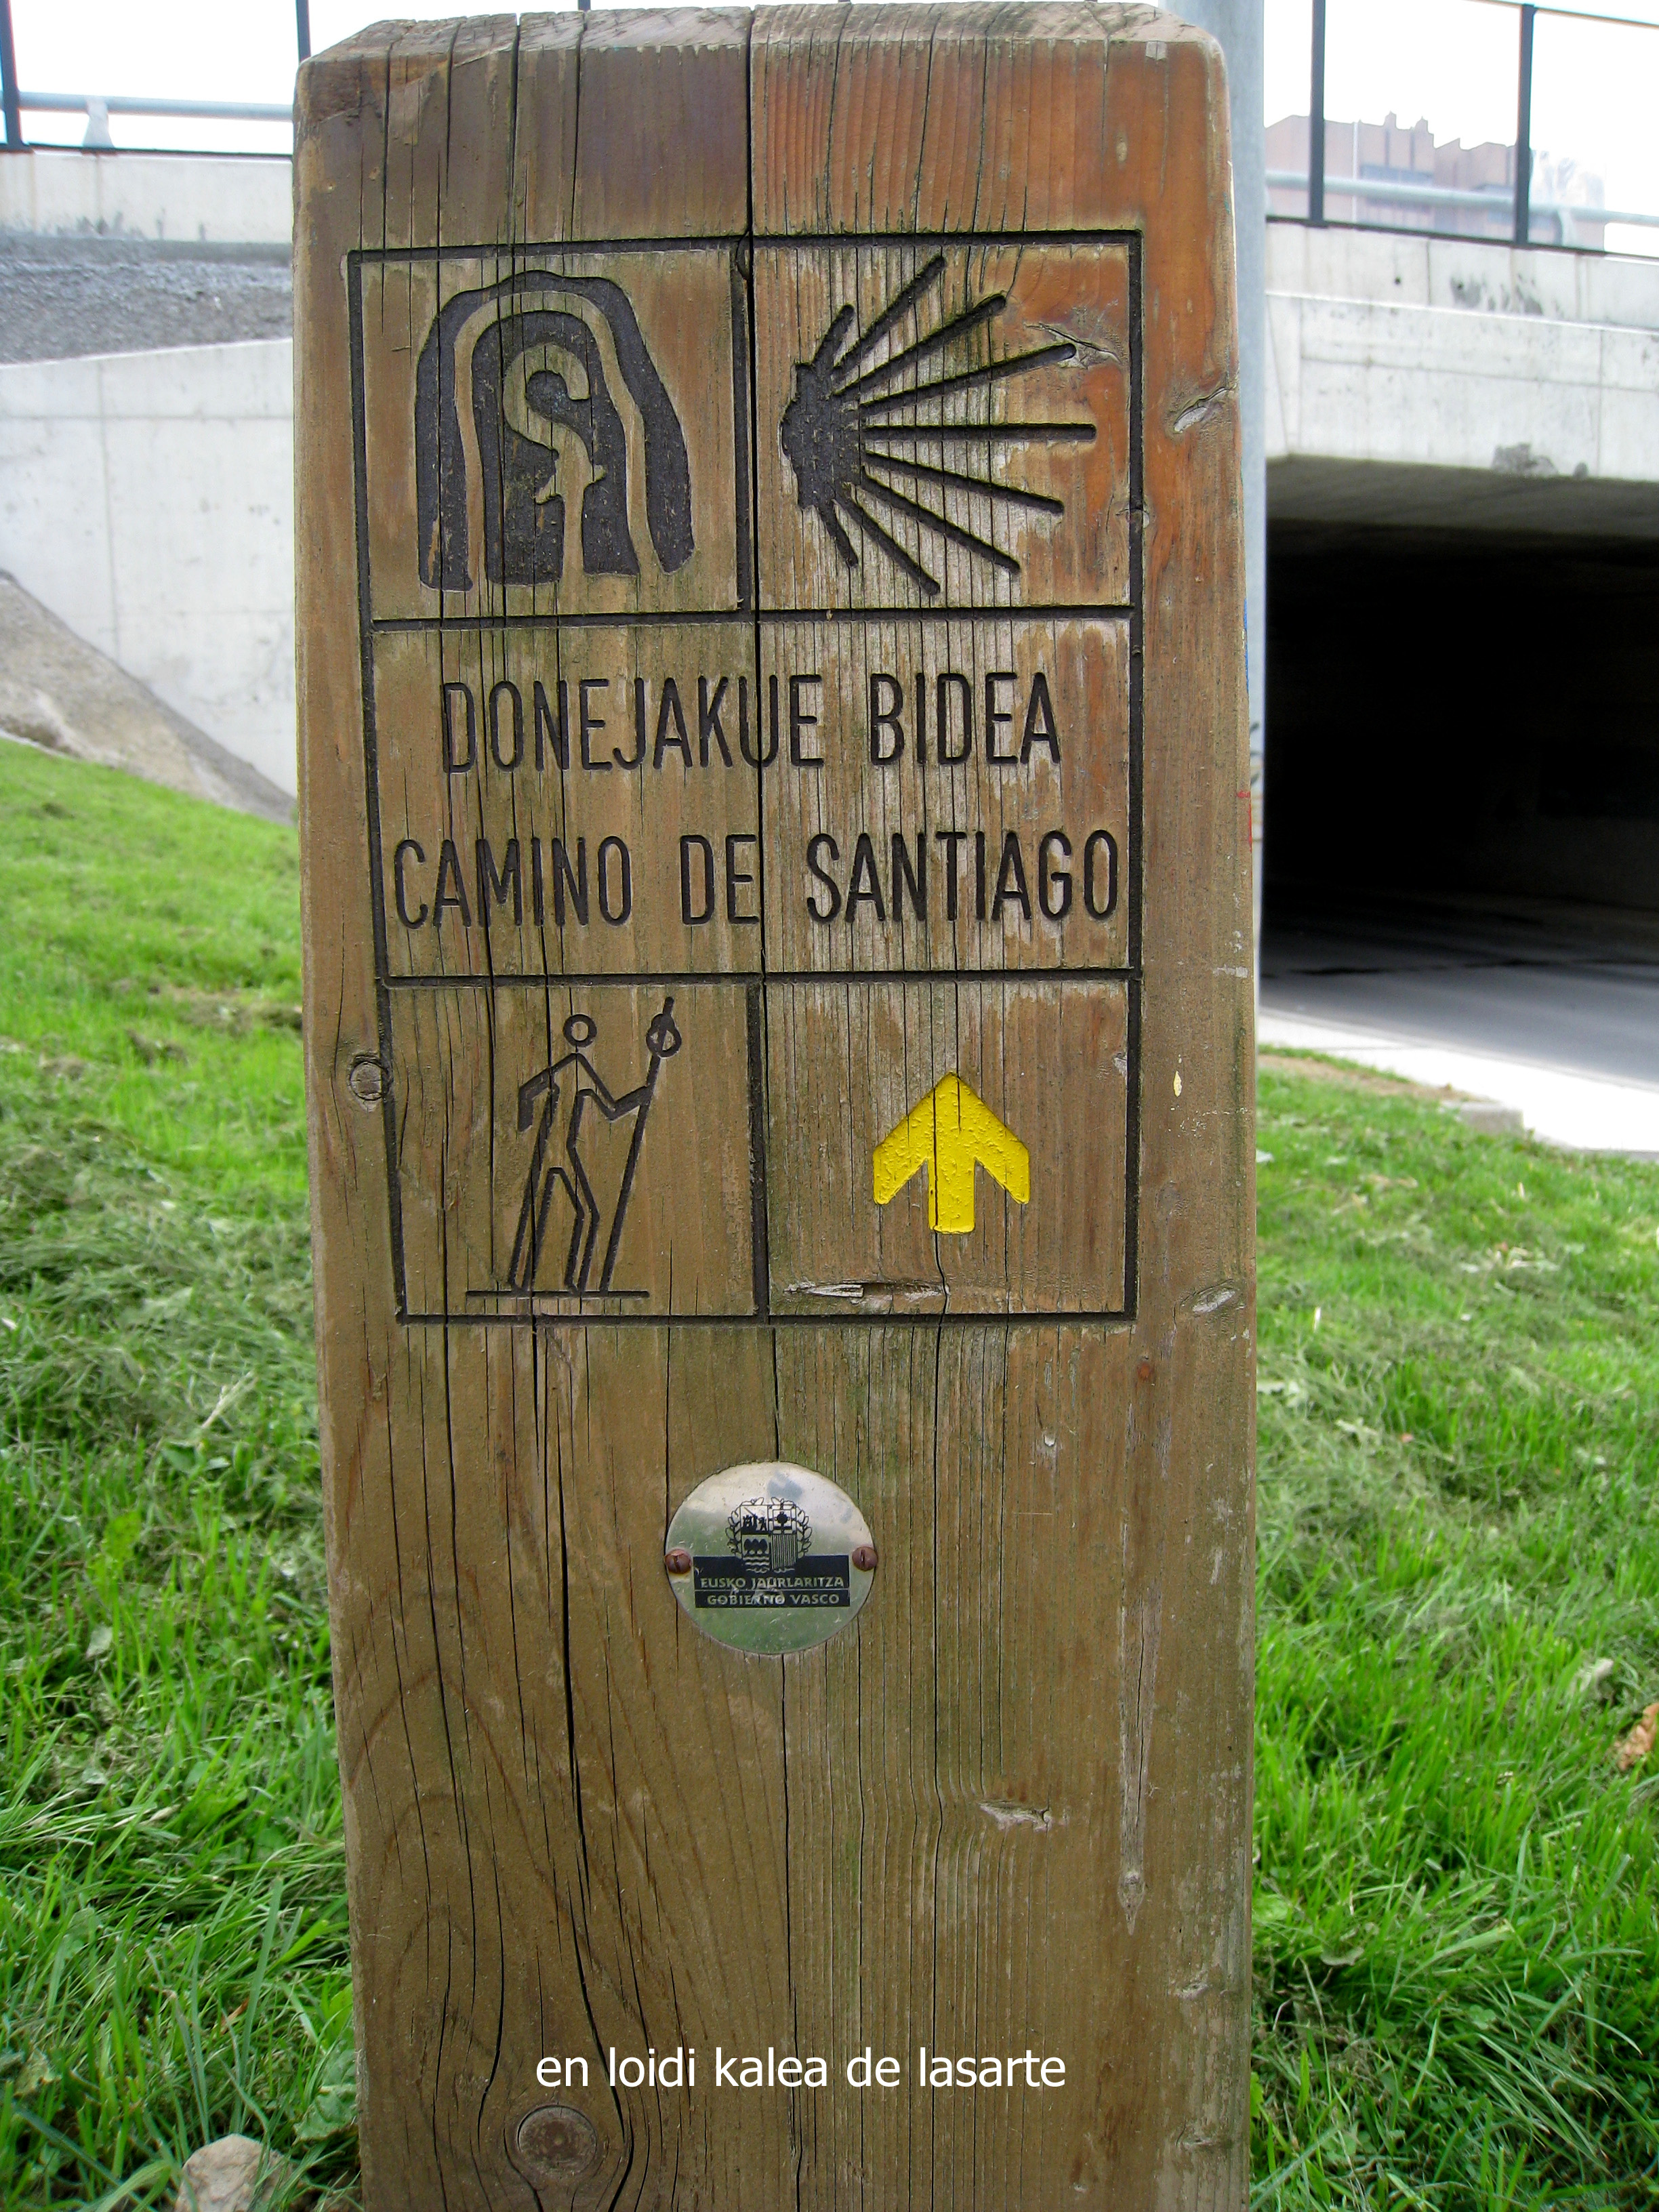 DONEJAKUE BIDEA
CAMINO DE SANTIAGO
EUSKO JAURLARITZA
GOBIERNO VASCO
en loidi kalea de lasarte